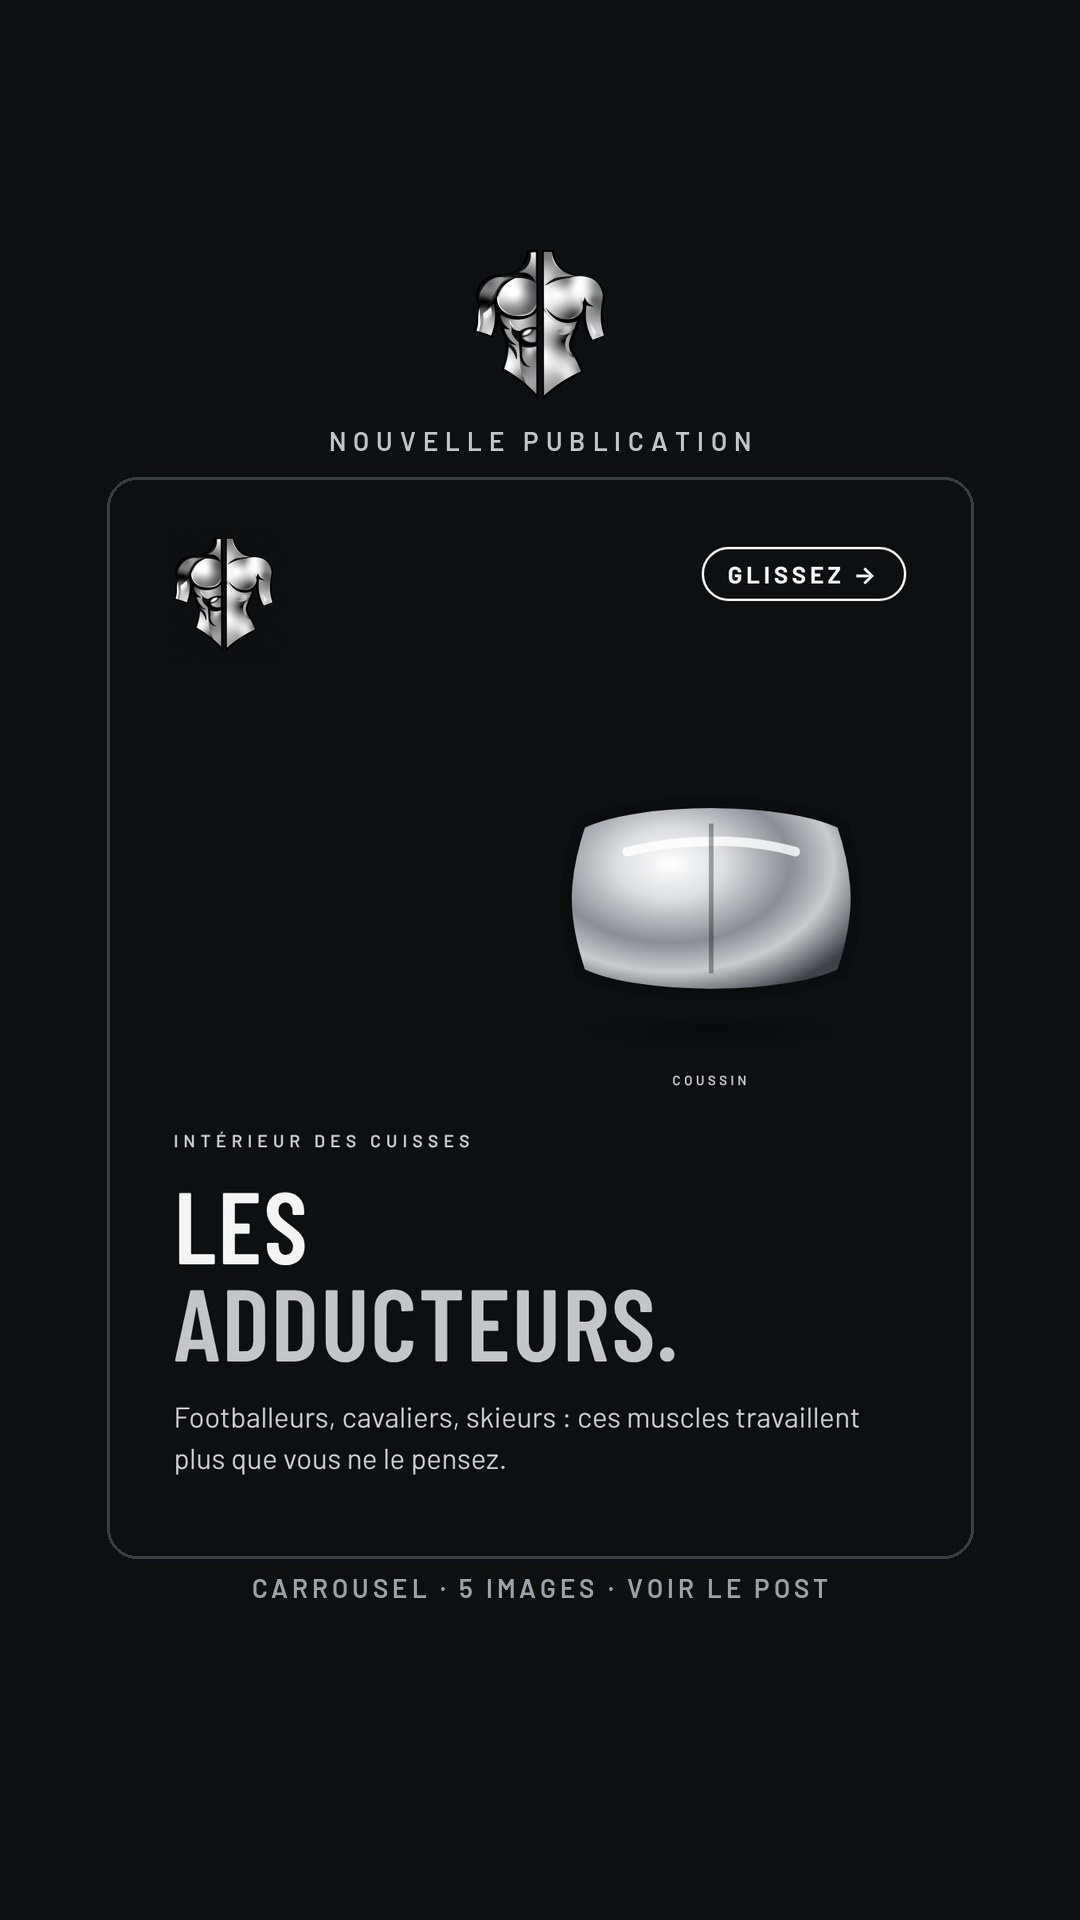 NOUVELLE PUBLICATION
GLISSEZ →
COUSSIN
INTÉRIEUR DES CUISSES
LES
ADDUCTEURS.
Footballeurs, cavaliers, skieurs : ces muscles travaillent
plus que vous ne le pensez.
CARROUSEL · 5 IMAGES · VOIR LE POST